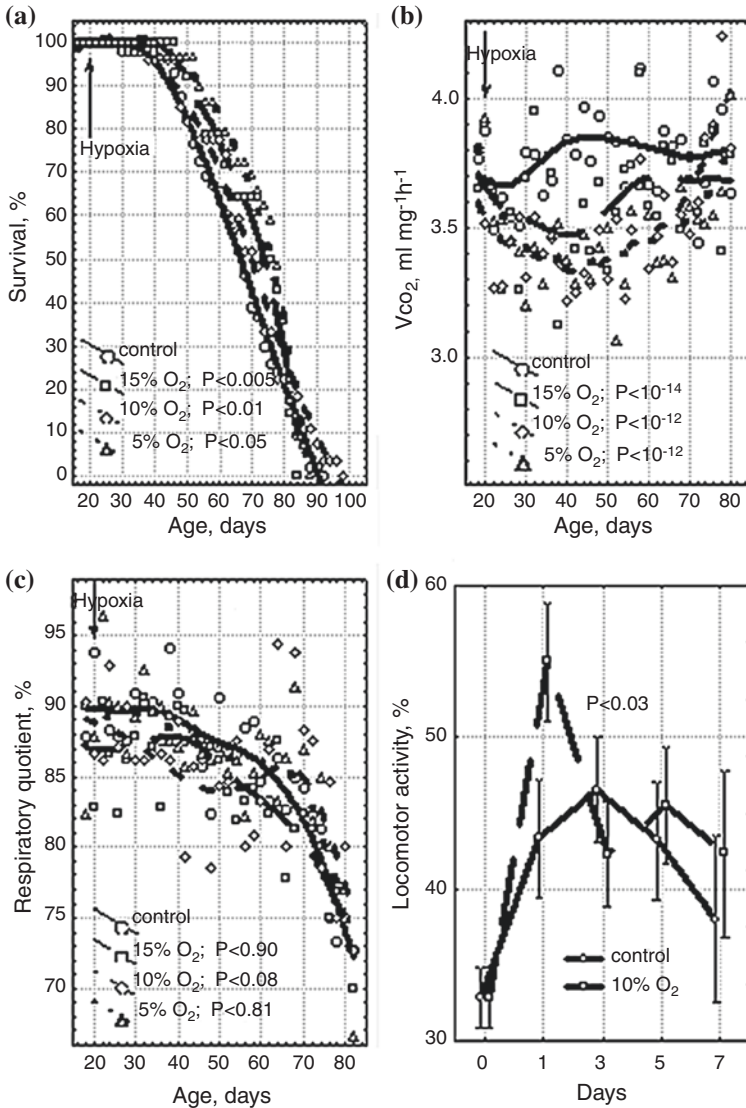 (a)
100
90
80
70
60
50
40
30
20
10
0
Survival, %
Hypoxia
control
15% O₂; P<0.005
10% O₂; P<0.01
5% O₂; P<0.05
20 30 40 50 60 70 80 90 100
Age, days
(b)
Hypoxia
4.0
3.5
3.0
Vco₂, ml mg⁻¹h⁻¹
control
15% O₂; P<10⁻¹⁴
10% O₂; P<10⁻¹²
5% O₂; P<10⁻¹²
20 30 40 50 60 70 80
Age, days
(c)
Hypoxia
95
90
85
80
75
70
Respiratory quotient, %
control
15% O₂; P<0.90
10% O₂; P<0.08
5% O₂; P<0.81
20 30 40 50 60 70 80
Age, days
(d)
60%
50%
40%
30%
Locomotor activity, %
P<0.03
control
10% O₂
0 1 3 5 7
Days